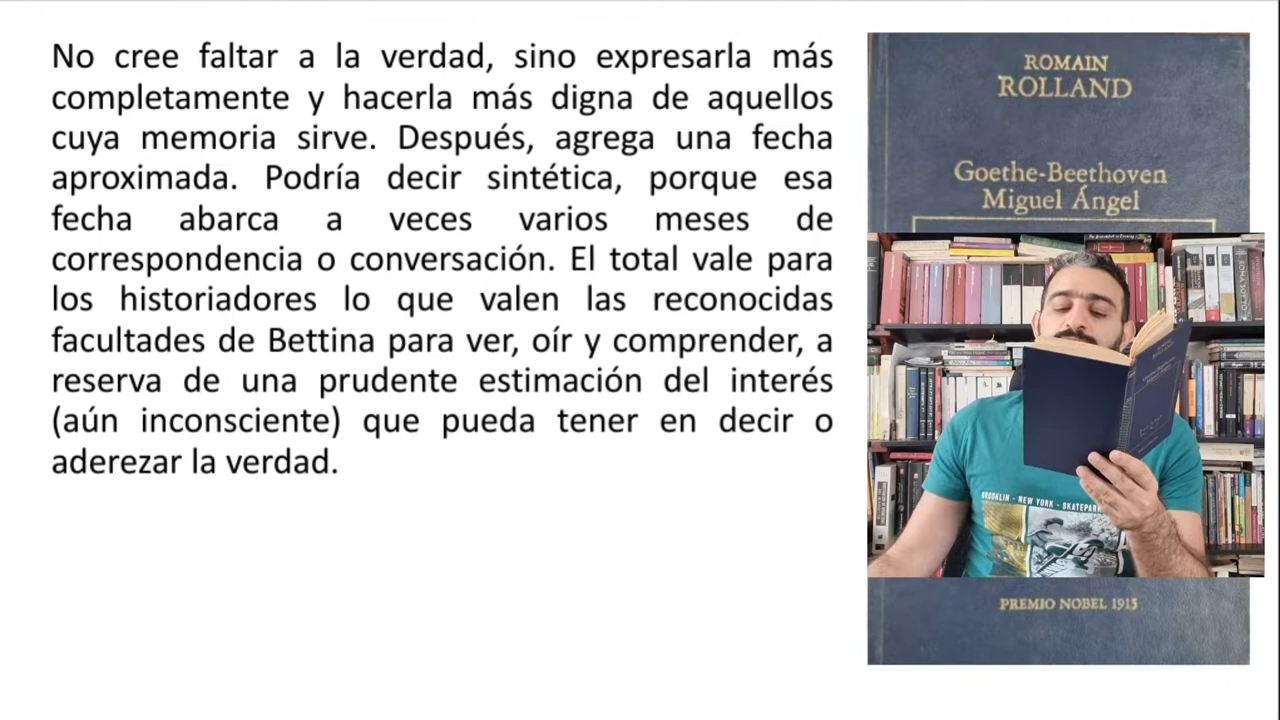 No cree faltar a la verdad, sino expresarla más
completamente y hacerla más digna de aquellos
cuya memoria sirve. Después, agrega una fecha
aproximada. Podría decir sintética, porque esa
fecha abarca a veces varios meses de
correspondencia o conversación. El total vale para
los historiadores lo que valen las reconocidas
facultades de Bettina para ver, oír y comprender, a
reserva de una prudente estimación del interés
(aún inconsciente) que pueda tener en decir o
aderezar la verdad.
ROMAIN
ROLLAND
Goethe-Beethoven
Miguel Ángel
BROOKLIN - NEW YORK - SKATEPARK
PREMIO NOBEL 1915